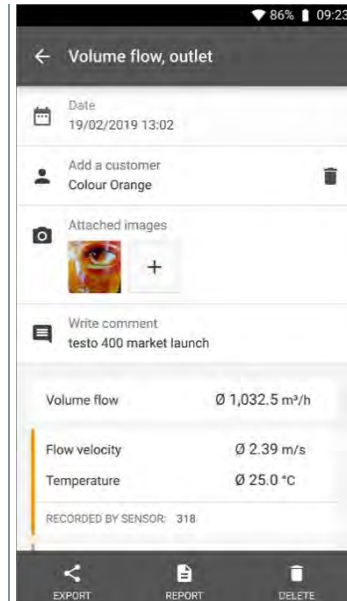 86% 09:23
Volume flow, outlet
Date
19/02/2019 13:02
Add a customer
Colour Orange
Attached images
+
Write comment
testo 400 market launch
Volume flow Ø 1,032.5 m³/h
Flow velocity Ø 2.39 m/s
Temperature Ø 25.0 °C
RECORDED BY SENSOR: 318
EXPORT REPORT DELETE